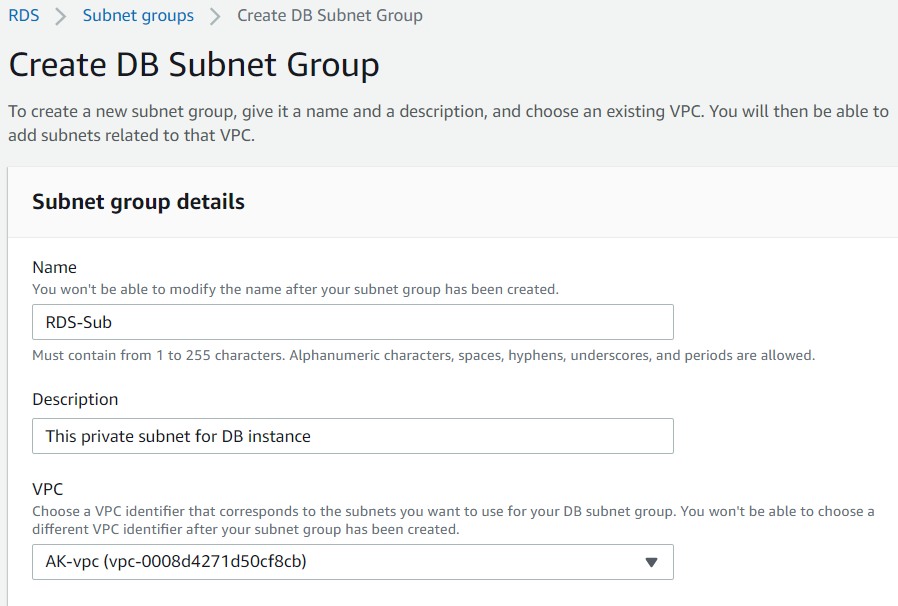 RDS > Subnet groups > Create DB Subnet Group
Create DB Subnet Group
To create a new subnet group, give it a name and a description, and choose an existing VPC. You will then be able to
add subnets related to that VPC.
Subnet group details
Name
You won't be able to modify the name after your subnet group has been created.
RDS-Sub
Must contain from 1 to 255 characters. Alphanumeric characters, spaces, hyphens, underscores, and periods are allowed.
Description
This private subnet for DB instance
VPC
Choose a VPC identifier that corresponds to the subnets you want to use for your DB subnet group. You won't be able to choose a
different VPC identifier after your subnet group has been created.
AK-vpc (vpc-0008d4271d50cf8cb)